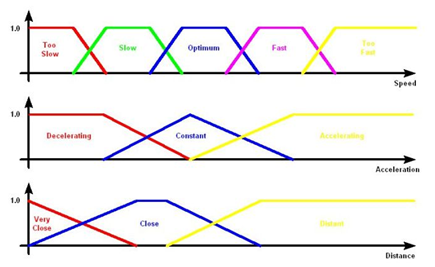 1.0
Too
Slow
Slow
Optimum
Fast
Too
Fast
Speed
1.0
Decelerating
Constant
Accelerating
Acceleration
1.0
Very
Close
Close
Distant
Distance